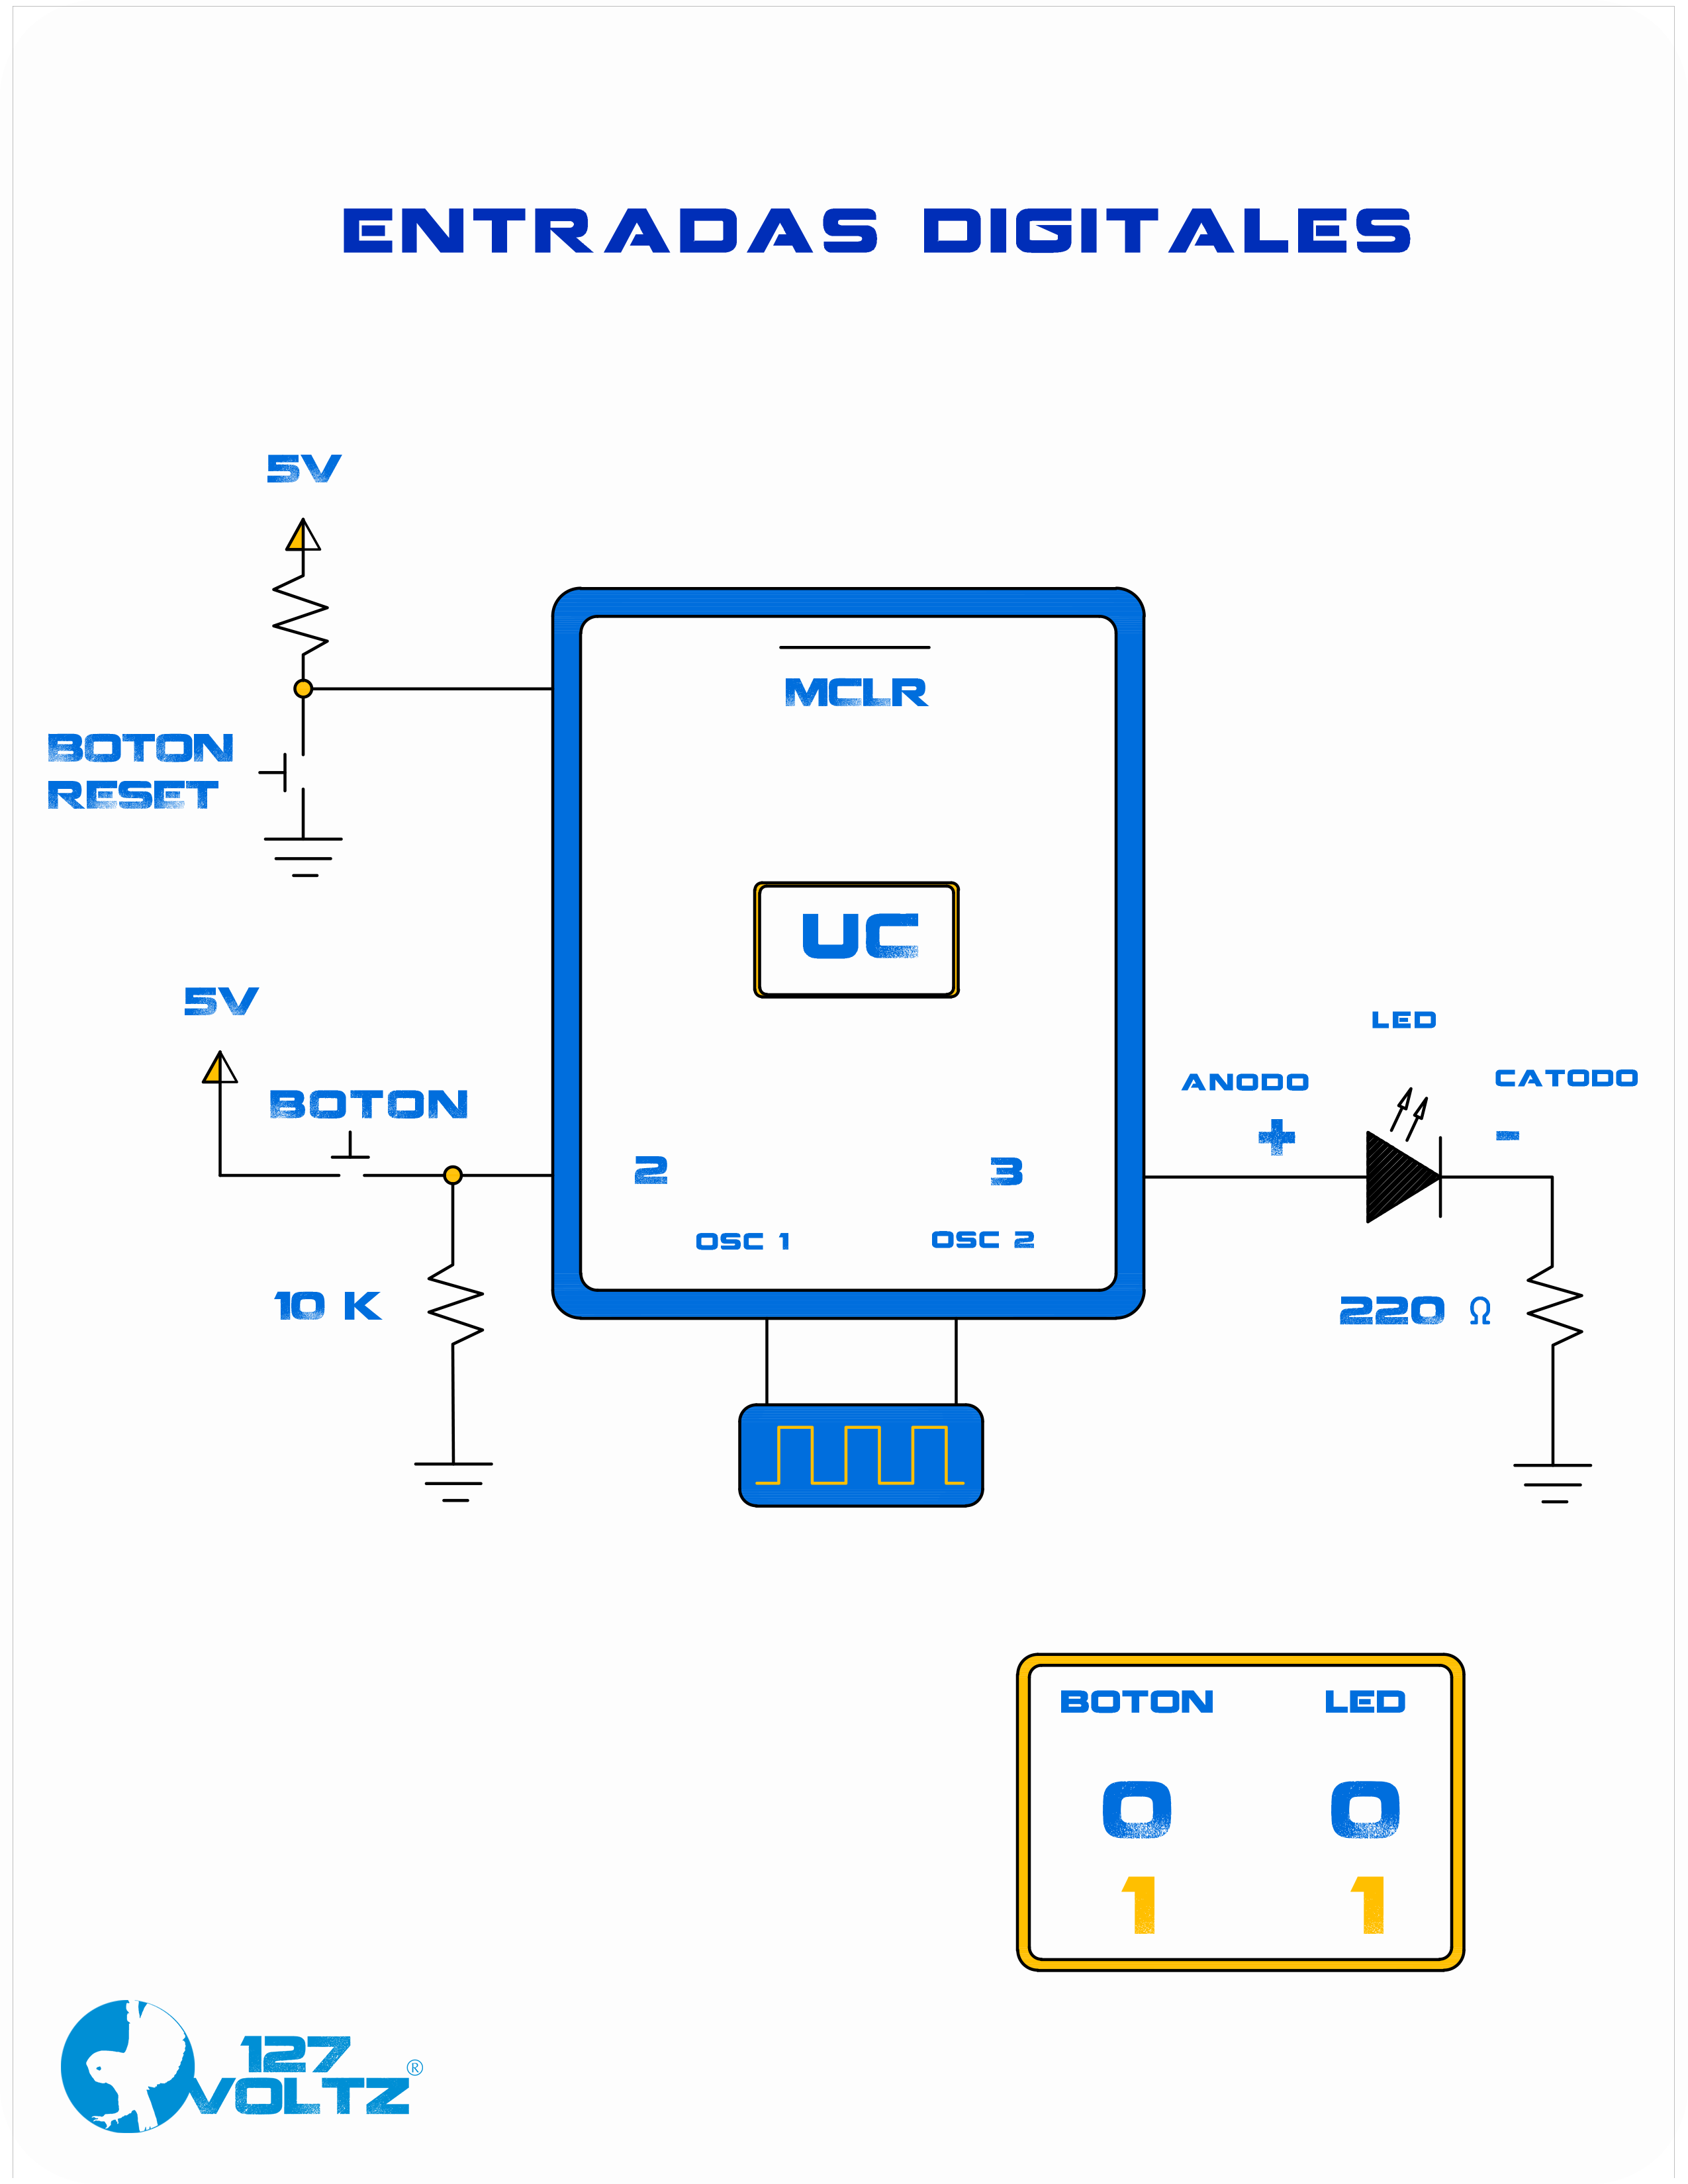 ENTRADAS DIGITALES
5V
MCLR
BOTON
RESET
UC
5V
LED
ANODO
CATODO
BOTON
+
-
2
3
OSC 1
OSC 2
10 K
220 Ω
BOTON LED
0 0
1 1
127
VOLTZ®